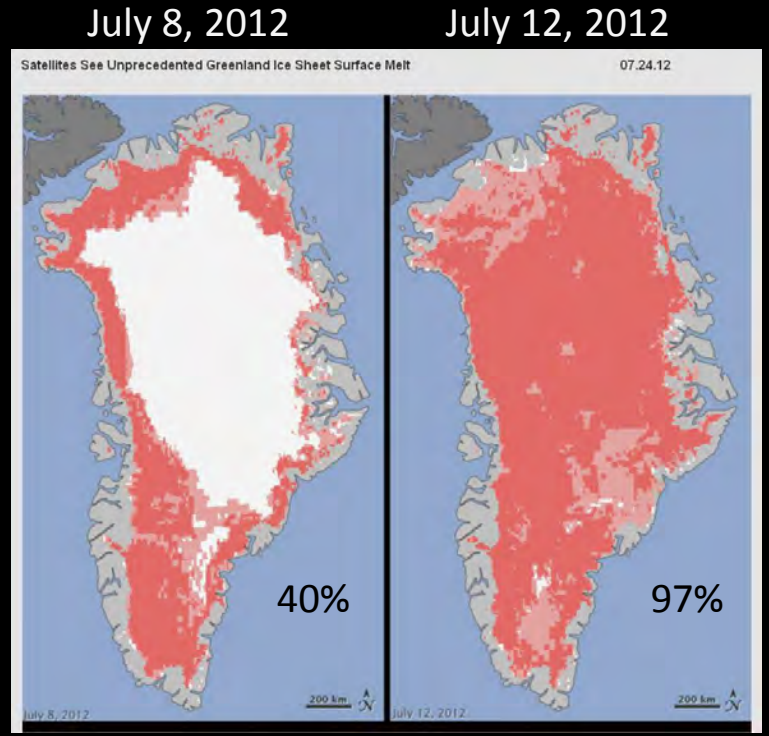 July 8, 2012 July 12, 2012
Satellites See Unprecedented Greenland Ice Sheet Surface Melt 07.24.12
40% 97%
200 km N 200 km N
July 8, 2012 July 12, 2012